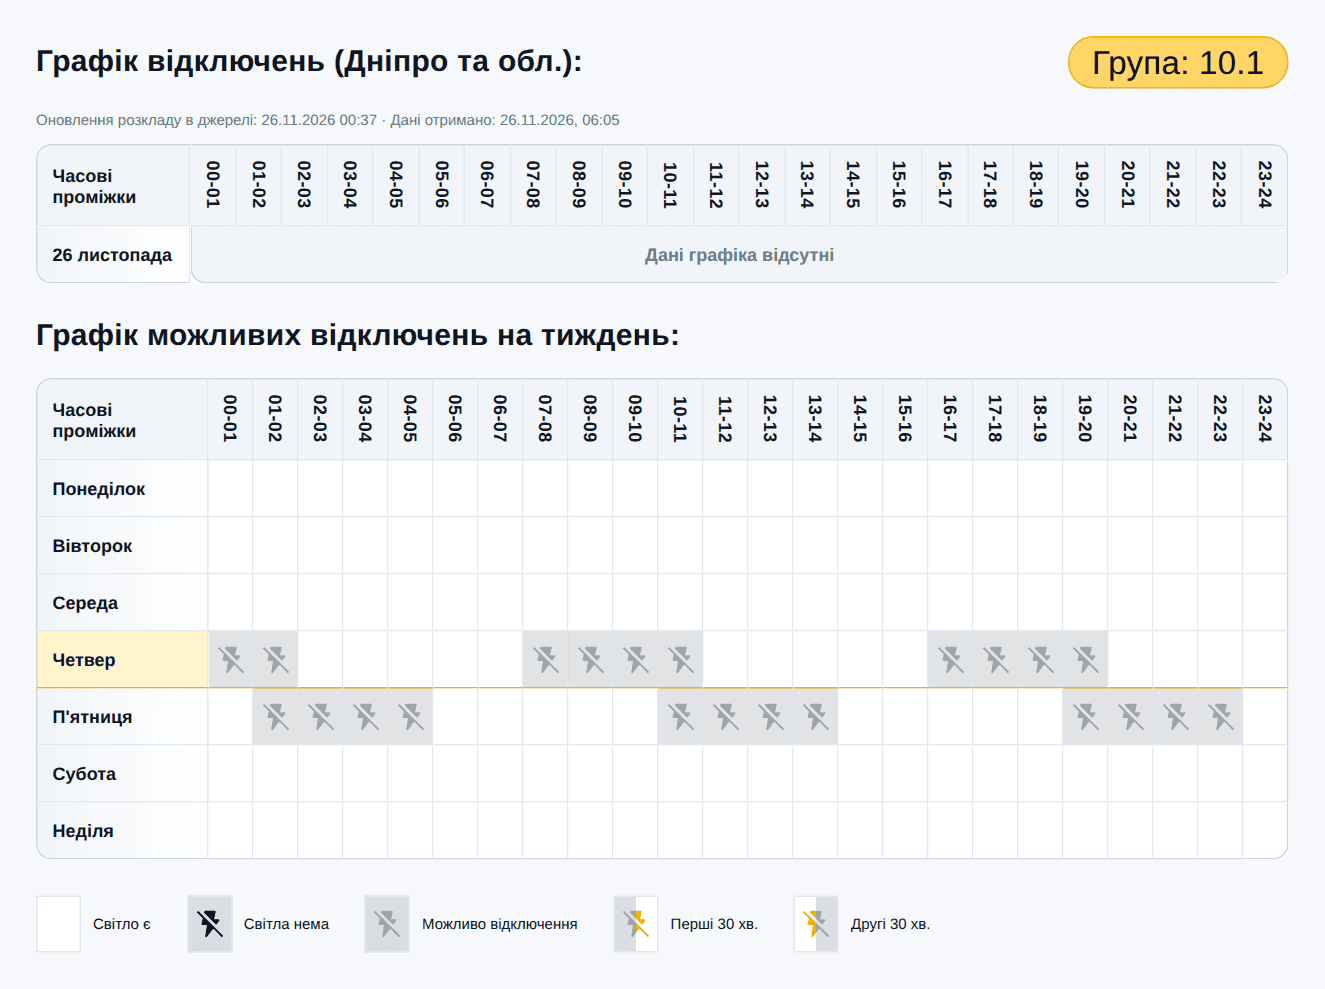 Графік відключень (Дніпро та обл.):
Група: 10.1
Оновлення розкладу в джерелі: 26.11.2026 00:37 · Дані отримано: 26.11.2026, 06:05
Часові
проміжки
00-01 01-02 02-03 03-04 04-05 05-06 06-07 07-08 08-09 09-10 10-11 11-12 12-13 13-14 14-15 15-16 16-17 17-18 18-19 19-20 20-21 21-22 22-23 23-24
26 листопада
Дані графіка відсутні
Графік можливих відключень на тиждень:
Часові
проміжки
00-01 01-02 02-03 03-04 04-05 05-06 06-07 07-08 08-09 09-10 10-11 11-12 12-13 13-14 14-15 15-16 16-17 17-18 18-19 19-20 20-21 21-22 22-23 23-24
Понеділок
Вівторок
Середа
Четвер
П'ятниця
Субота
Неділя
Світло є
Світла нема
Можливо відключення
Перші 30 хв.
Другі 30 хв.